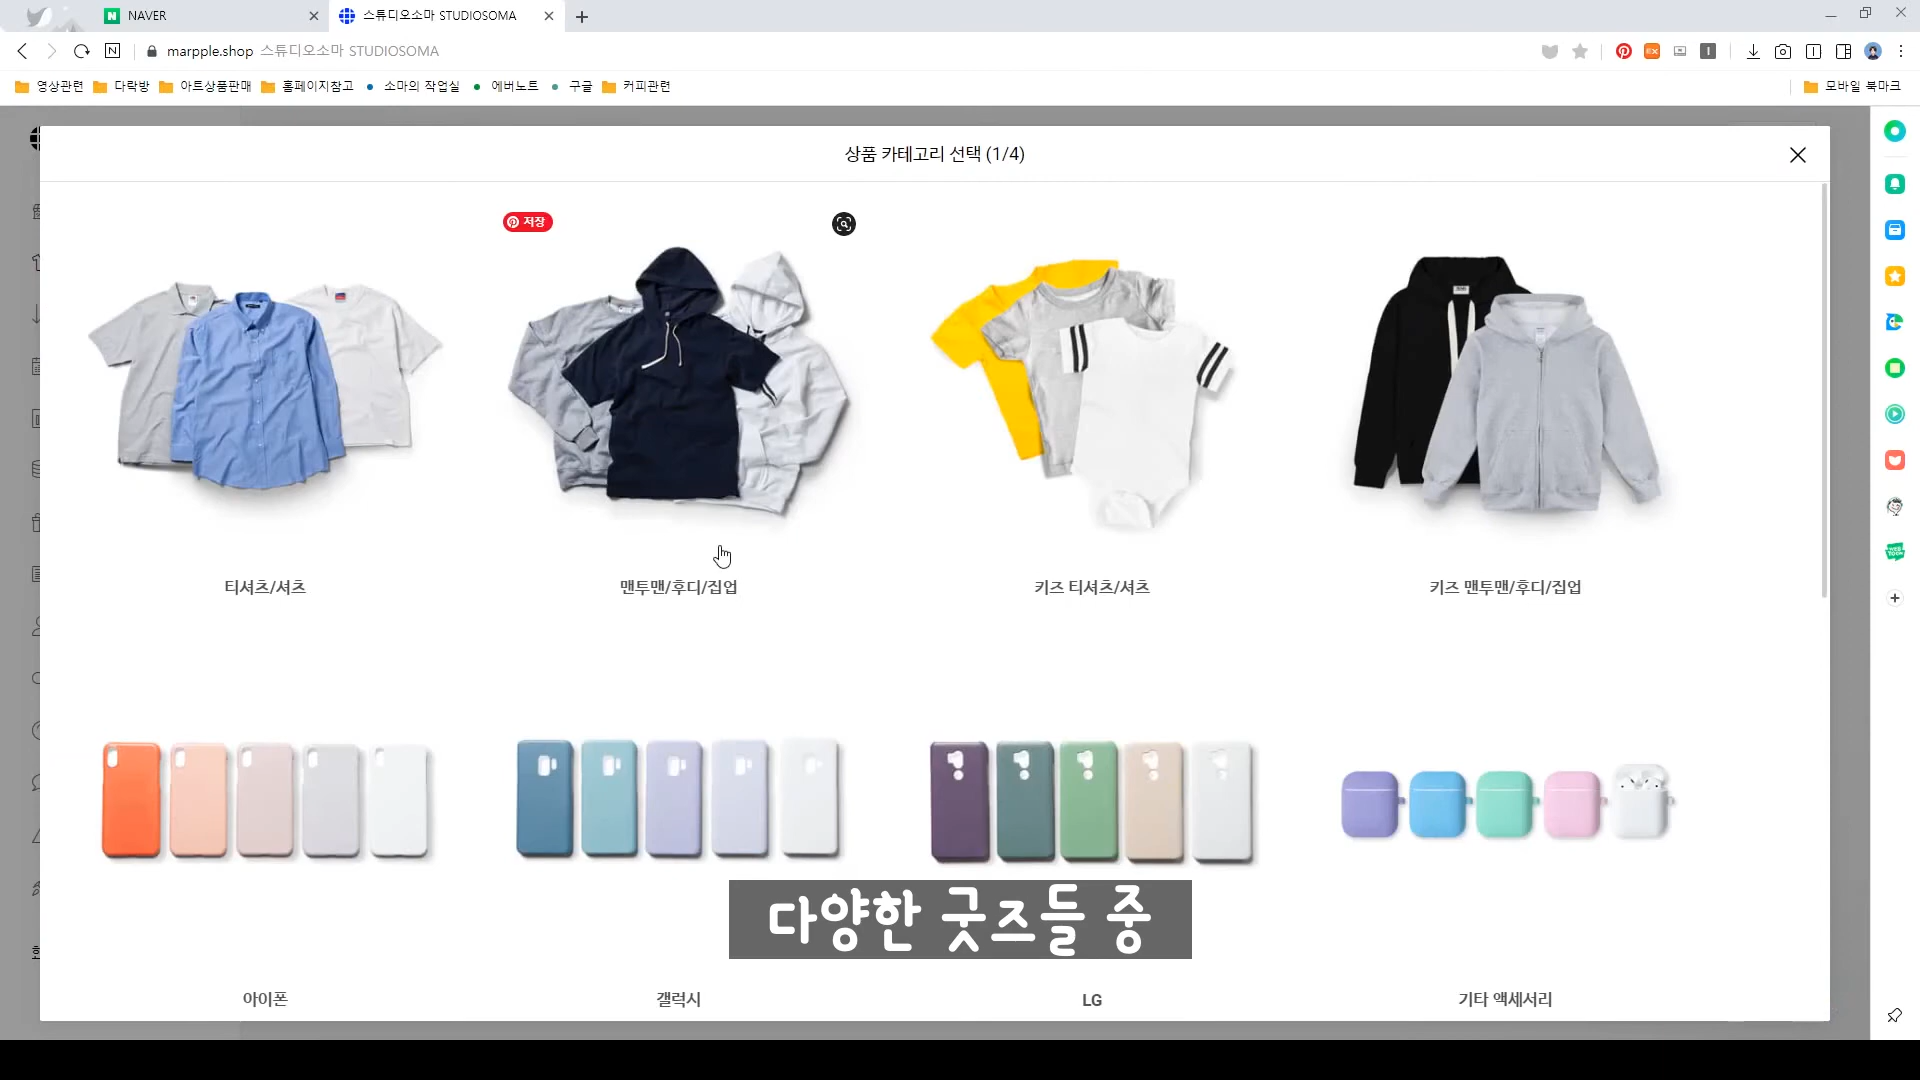 NAVER
스튜디오소마 STUDIOSOMA
N
marpple.shop 스튜디오소마 STUDIOSOMA
영상관련
다락방
아트상품판매
홈페이지참고
소마의 작업실
에버노트
구글
커피관련
모바일 북마크
상품 카테고리 선택 (1/4)
저장
티셔츠/셔츠
맨투맨/후디/집업
키즈 티셔츠/셔츠
키즈 맨투맨/후디/집업
다양한 굿즈들 중
아이폰
갤럭시
LG
기타 액세서리